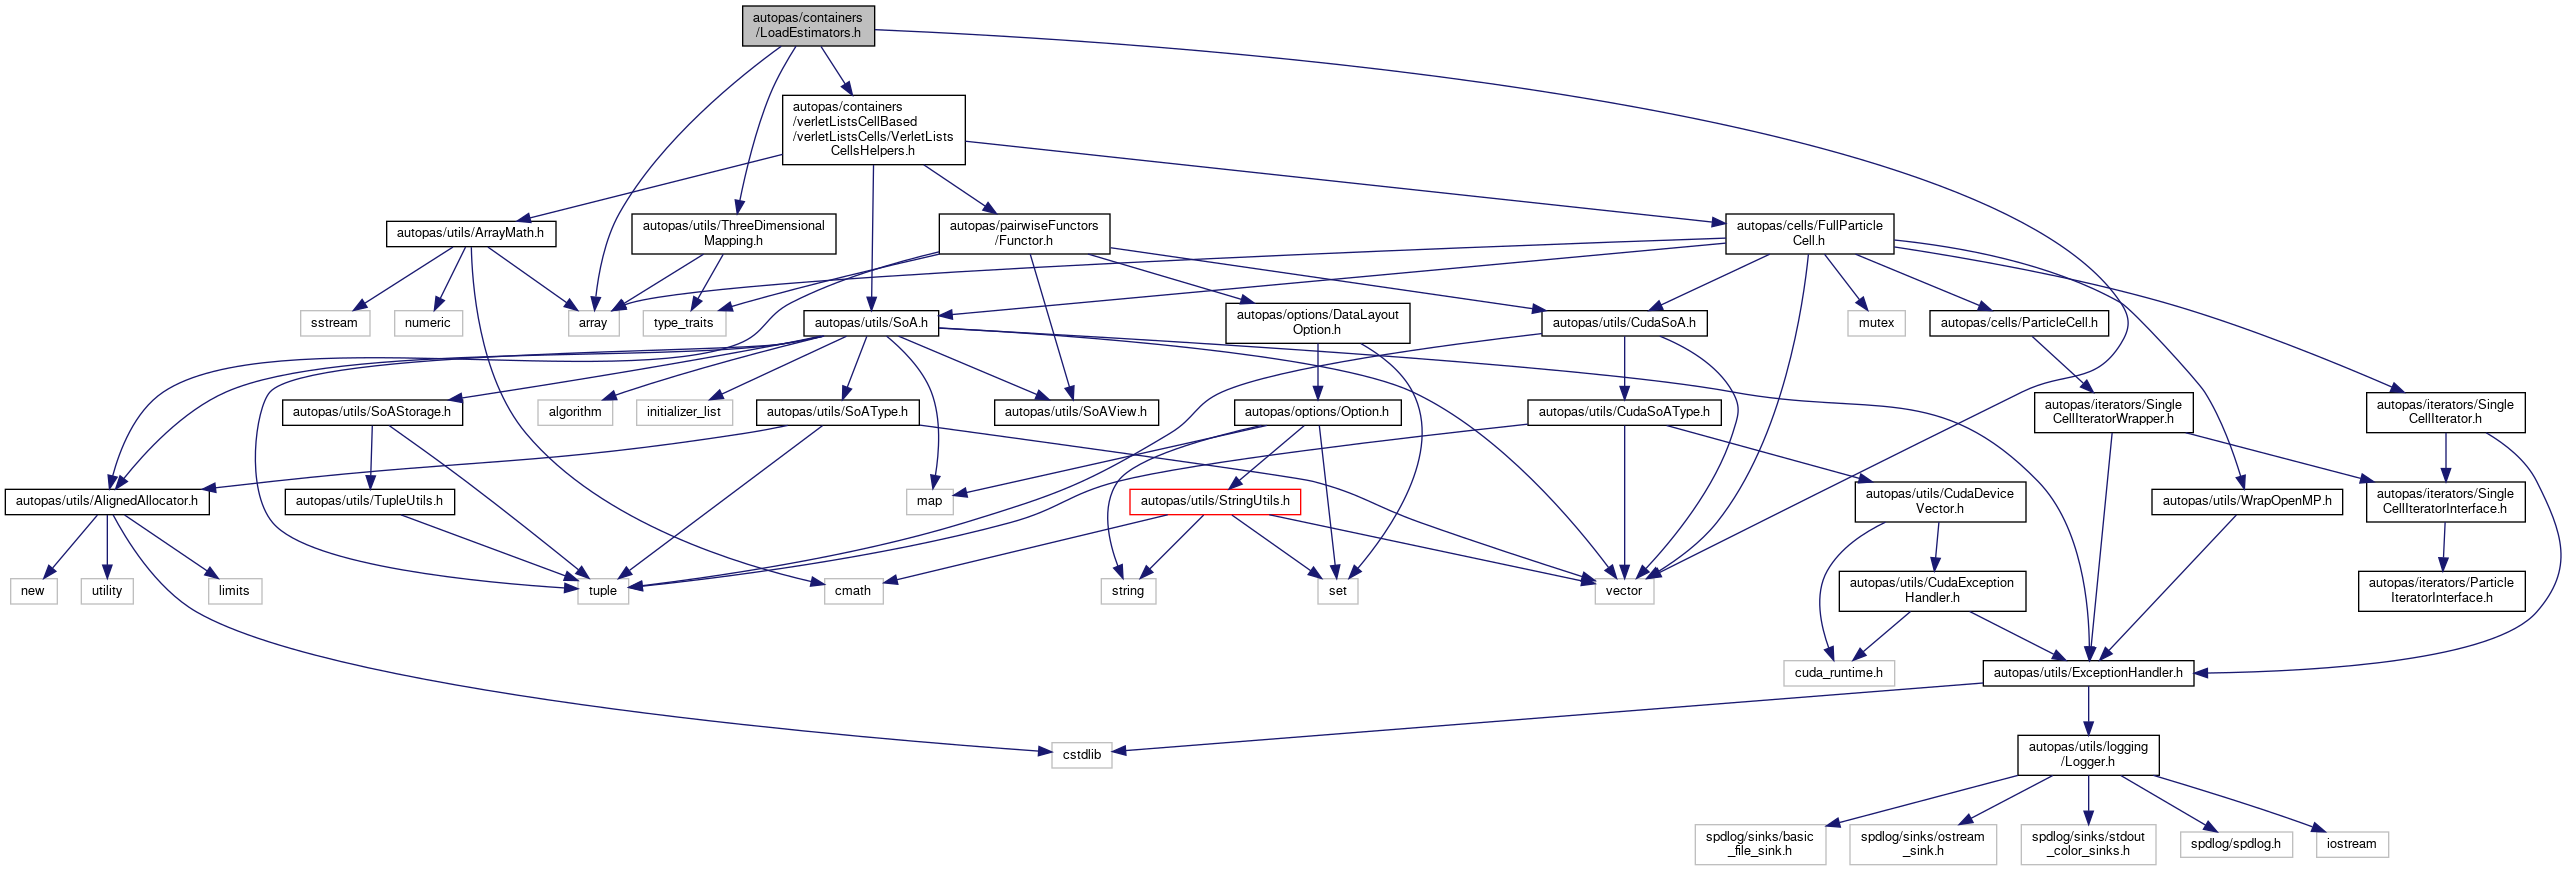 autopas/containers
/LoadEstimators.h
autopas/containers
/verletListsCellBased
/verletListsCells/VerletLists
CellsHelpers.h
autopas/utils/ArrayMath.h
autopas/utils/ThreeDimensional
Mapping.h
autopas/pairwiseFunctors
/Functor.h
autopas/cells/FullParticle
Cell.h
sstream
numeric
array
type_traits
autopas/utils/SoA.h
autopas/options/DataLayout
Option.h
autopas/utils/CudaSoA.h
mutex
autopas/cells/ParticleCell.h
autopas/utils/SoAStorage.h
algorithm
initializer_list
autopas/utils/SoAType.h
autopas/utils/SoAView.h
autopas/options/Option.h
autopas/utils/CudaSoAType.h
autopas/iterators/Single
CellIteratorWrapper.h
autopas/iterators/Single
CellIterator.h
autopas/utils/AlignedAllocator.h
autopas/utils/TupleUtils.h
map
autopas/utils/StringUtils.h
autopas/utils/CudaDevice
Vector.h
autopas/utils/WrapOpenMP.h
autopas/iterators/Single
CellIteratorInterface.h
new
utility
limits
tuple
cmath
string
set
vector
autopas/utils/CudaException
Handler.h
autopas/iterators/Particle
IteratorInterface.h
cuda_runtime.h
autopas/utils/ExceptionHandler.h
cstdlib
autopas/utils/logging
/Logger.h
spdlog/sinks/basic
_file_sink.h
spdlog/sinks/ostream
_sink.h
spdlog/sinks/stdout
_color_sinks.h
spdlog/spdlog.h
iostream